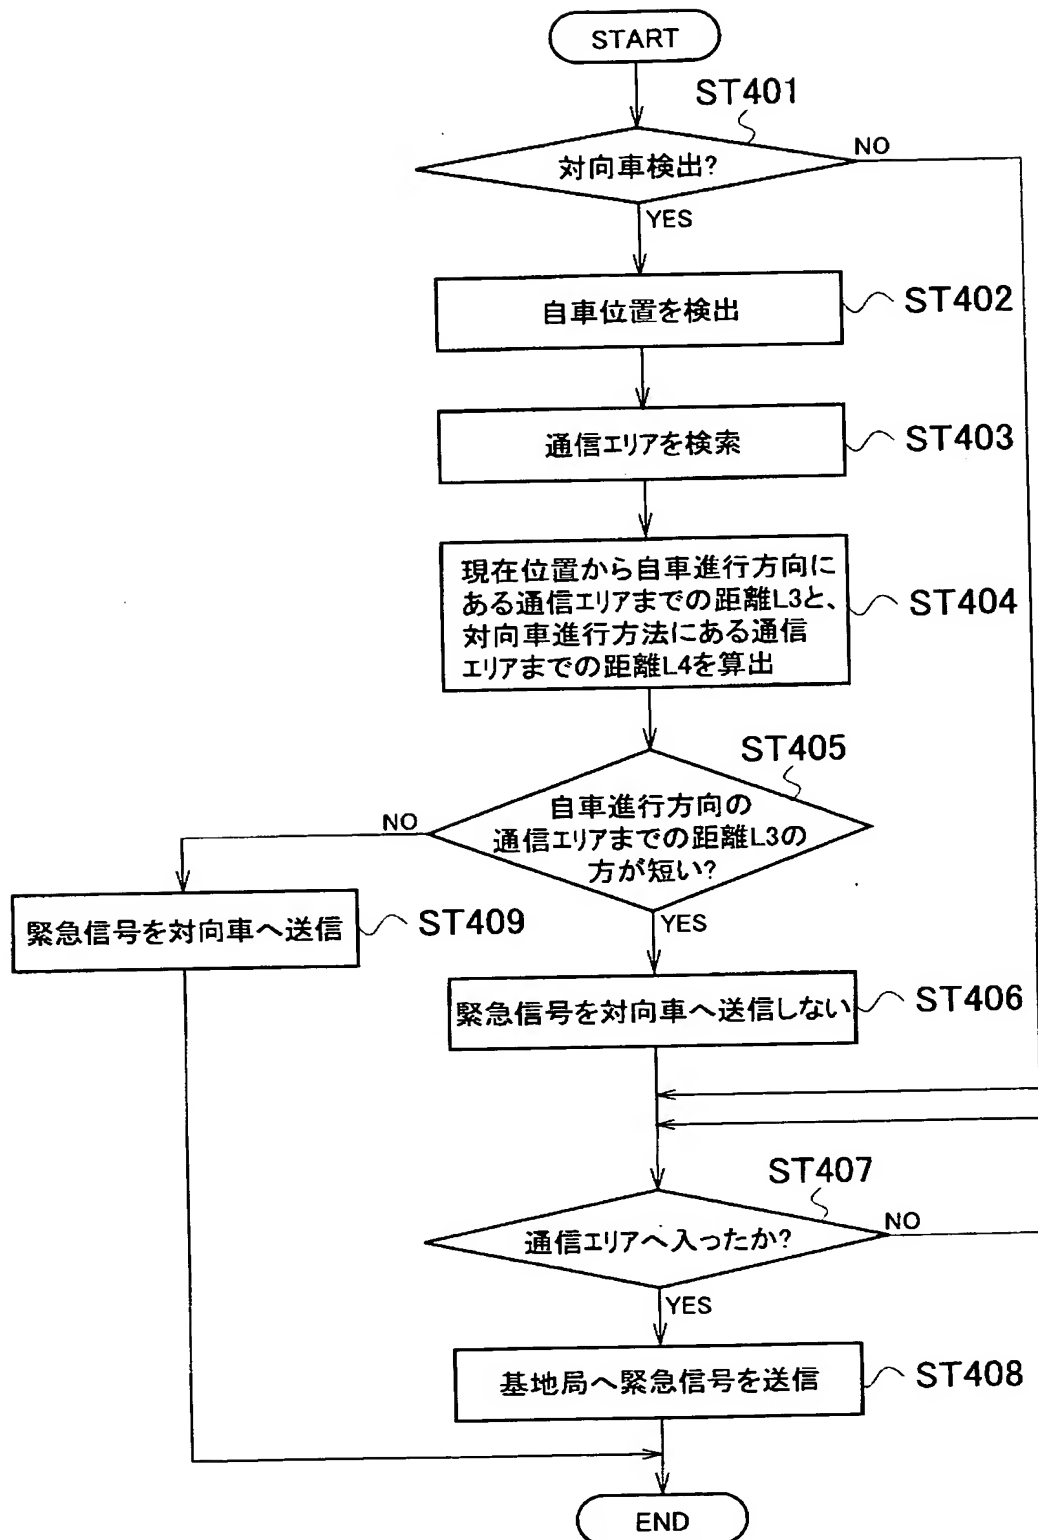 START
ST401
対向車検出?
NO
YES
自車位置を検出
ST402
通信エリアを検索
ST403
現在位置から自車進行方向に
ある通信エリアまでの距離L3と、
対向車進行方法にある通信
エリアまでの距離L4を算出
ST404
ST405
自車進行方向の
通信エリアまでの距離L3の
方が短い?
NO
YES
緊急信号を対向車へ送信
ST409
緊急信号を対向車へ送信しない
ST406
ST407
通信エリアへ入ったか?
NO
YES
基地局へ緊急信号を送信
ST408
END